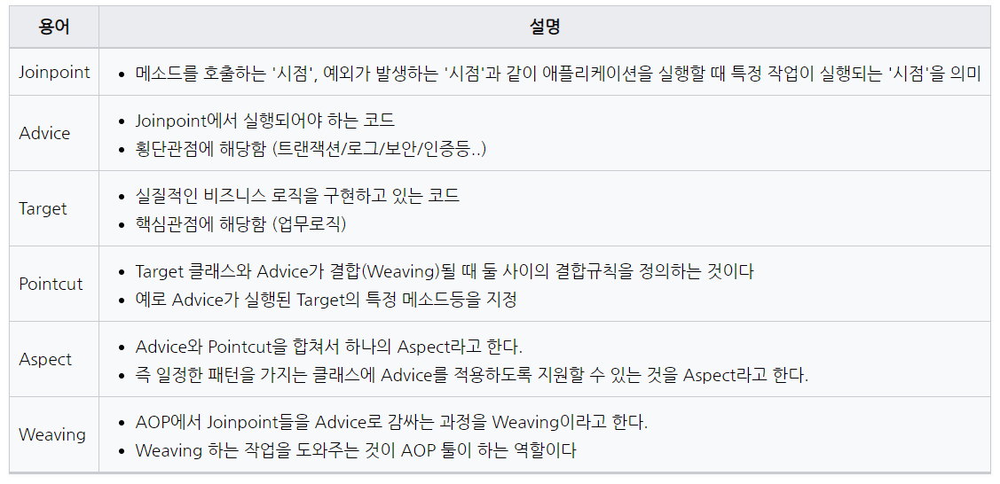 용어 설명
Joinpoint
• 메소드를 호출하는 '시점', 예외가 발생하는 '시점'과 같이 애플리케이션을 실행할 때 특정 작업이 실행되는 '시점'을 의미
Advice
• Joinpoint에서 실행되어야 하는 코드
• 횡단관점에 해당함 (트랜잭션/로그/보안/인증등..)
Target
• 실질적인 비즈니스 로직을 구현하고 있는 코드
• 핵심관점에 해당함 (업무로직)
Pointcut
• Target 클래스와 Advice가 결합(Weaving)될 때 둘 사이의 결합규칙을 정의하는 것이다
• 예로 Advice가 실행된 Target의 특정 메소드등을 지정
Aspect
• Advice와 Pointcut을 합쳐서 하나의 Aspect라고 한다.
• 즉 일정한 패턴을 가지는 클래스에 Advice를 적용하도록 지원할 수 있는 것을 Aspect라고 한다.
Weaving
• AOP에서 Joinpoint들을 Advice로 감싸는 과정을 Weaving이라고 한다.
• Weaving 하는 작업을 도와주는 것이 AOP 툴이 하는 역할이다